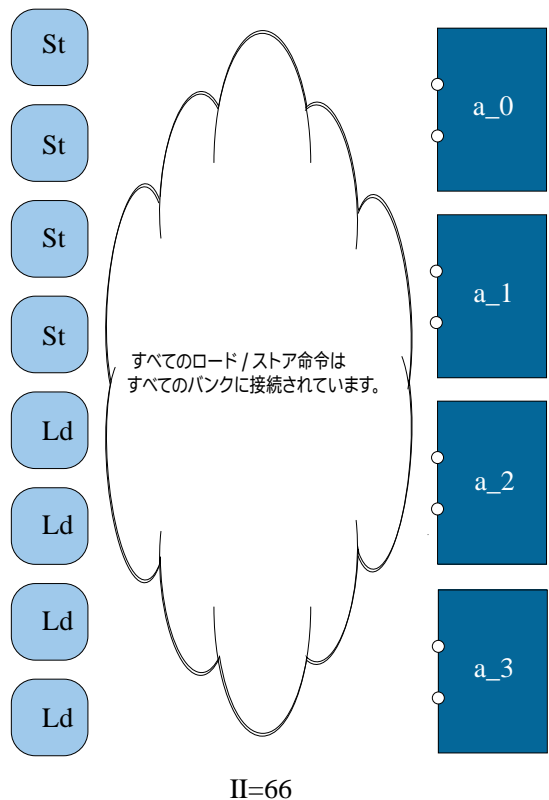 St
St
St
St
Ld
Ld
Ld
Ld
すべてのロード / ストア命令は
すべてのバンクに接続されています。
a_0
a_1
a_2
a_3
II=66